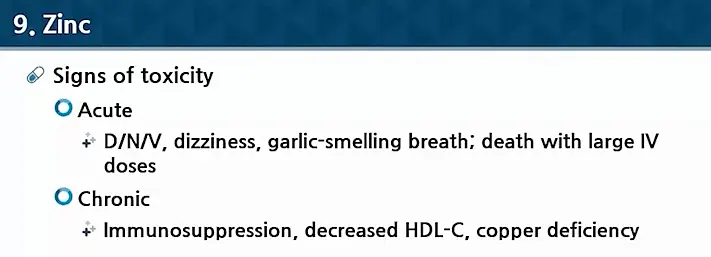 9. Zinc
Signs of toxicity
Acute
D/N/V, dizziness, garlic-smelling breath; death with large IV
doses
Chronic
Immunosuppression, decreased HDL-C, copper deficiency